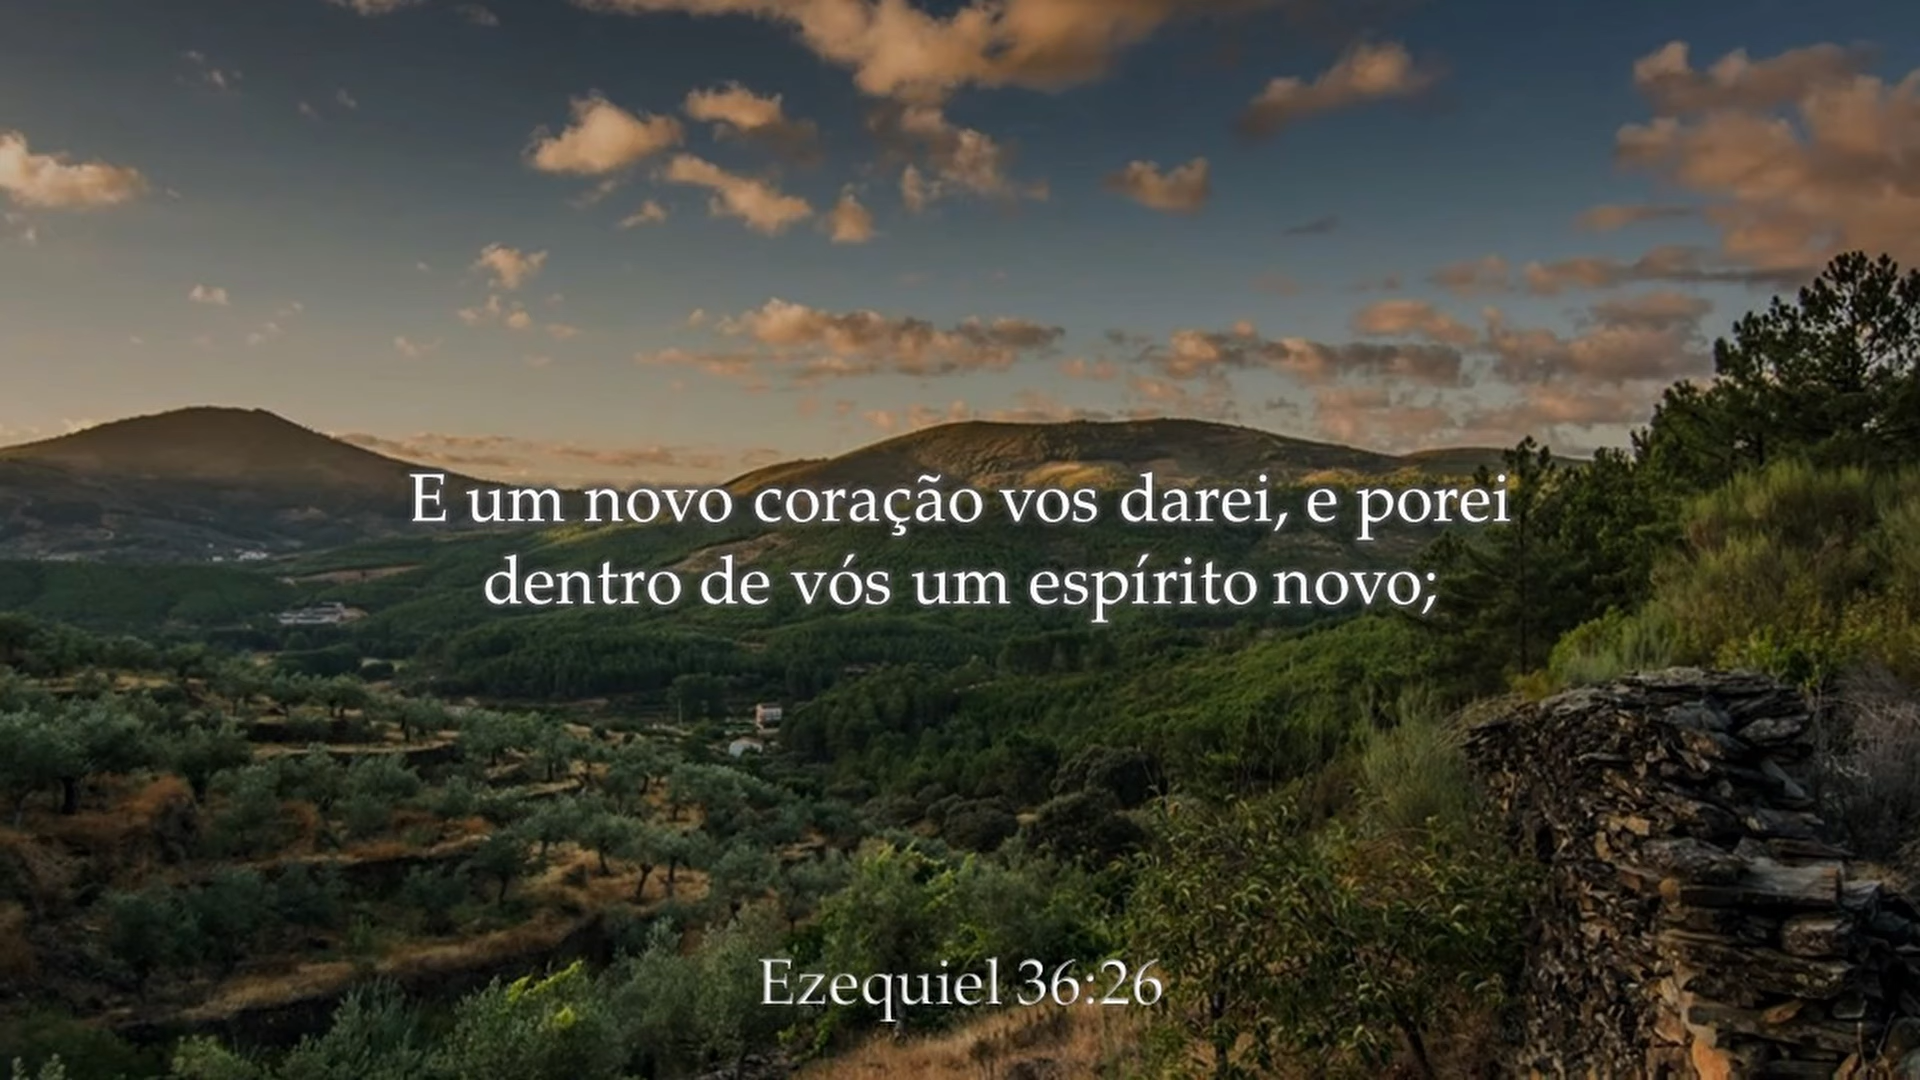 E um novo coração vos darei, e porei
dentro de vós um espírito novo;
Ezequiel 36:26